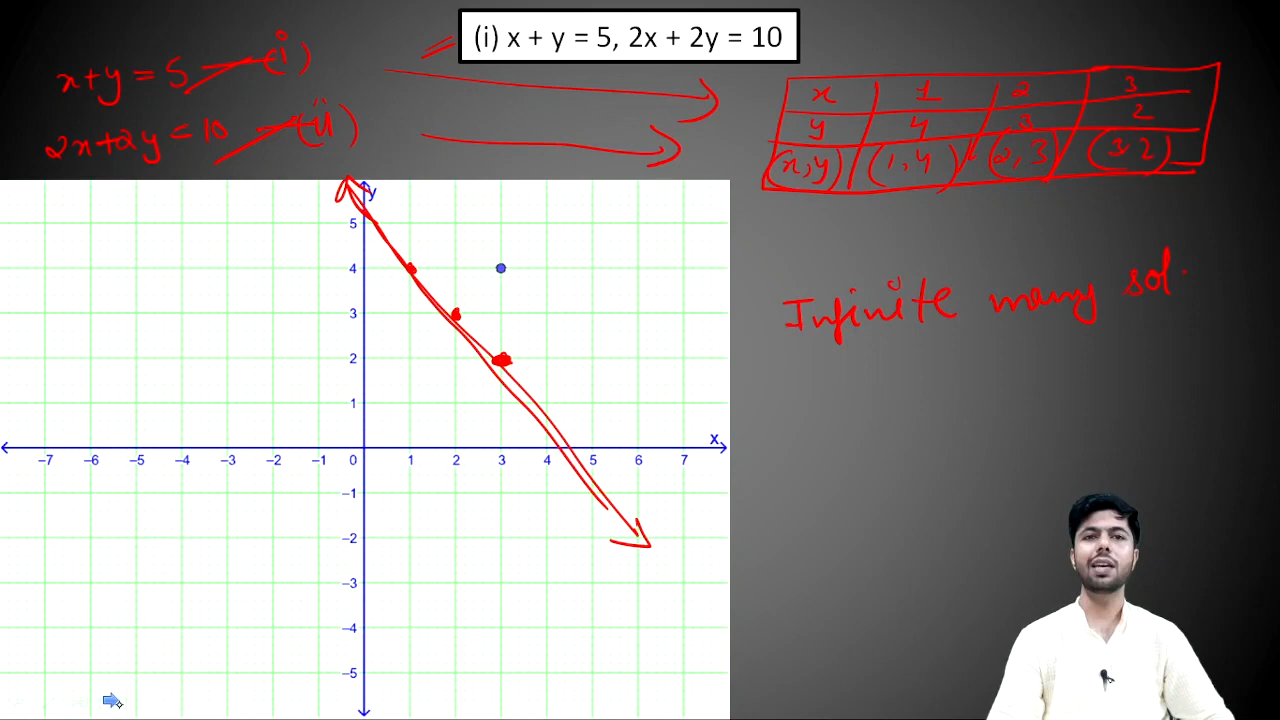 (i) x + y = 5, 2x + 2y = 10
x+y = 5 (i)
2x+2y = 10 (ii)
x 1 2 3
y 4 3 2
(x,y) (1,4) (2,3) (3 2)
Infinite many sol.
y
5
4
3
2
1
x
−7 −6 −5 −4 −3 −2 −1 0 1 2 3 4 5 6 7
−1
−2
−3
−4
−5